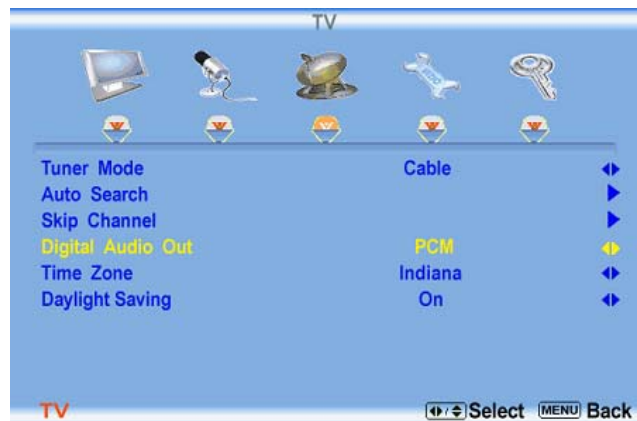 TV
Tuner Mode Cable
Auto Search
Skip Channel
Digital Audio Out PCM
Time Zone Indiana
Daylight Saving On
TV Select MENU Back